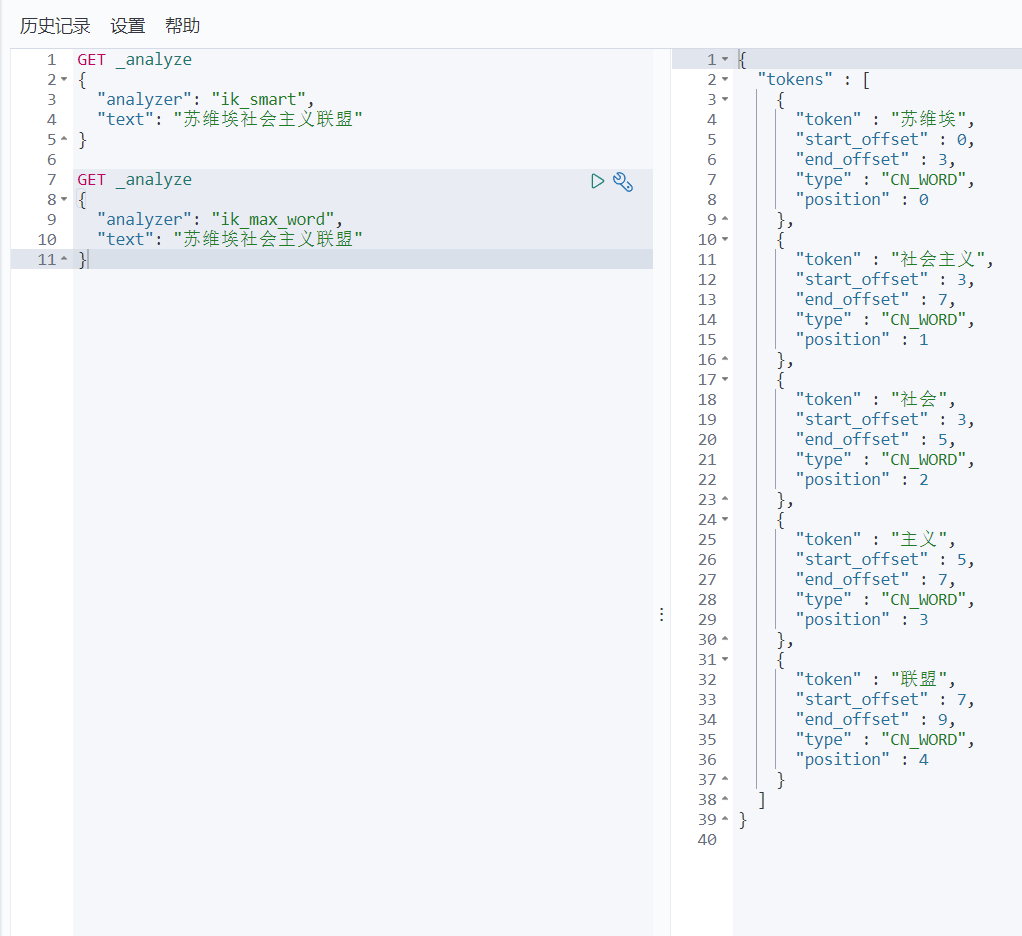 历史记录 设置 帮助
1 GET _analyze
2 {
3 "analyzer": "ik_smart",
4 "text": "苏维埃社会主义联盟"
5 }
6
7 GET _analyze
8 {
9 "analyzer": "ik_max_word",
10 "text": "苏维埃社会主义联盟"
11 }
1 {
2 "tokens" : [
3 {
4 "token" : "苏维埃",
5 "start_offset" : 0,
6 "end_offset" : 3,
7 "type" : "CN_WORD",
8 "position" : 0
9 },
10 {
11 "token" : "社会主义",
12 "start_offset" : 3,
13 "end_offset" : 7,
14 "type" : "CN_WORD",
15 "position" : 1
16 },
17 {
18 "token" : "社会",
19 "start_offset" : 3,
20 "end_offset" : 5,
21 "type" : "CN_WORD",
22 "position" : 2
23 },
24 {
25 "token" : "主义",
26 "start_offset" : 5,
27 "end_offset" : 7,
28 "type" : "CN_WORD",
29 "position" : 3
30 },
31 {
32 "token" : "联盟",
33 "start_offset" : 7,
34 "end_offset" : 9,
35 "type" : "CN_WORD",
36 "position" : 4
37 }
38 ]
39 }
40